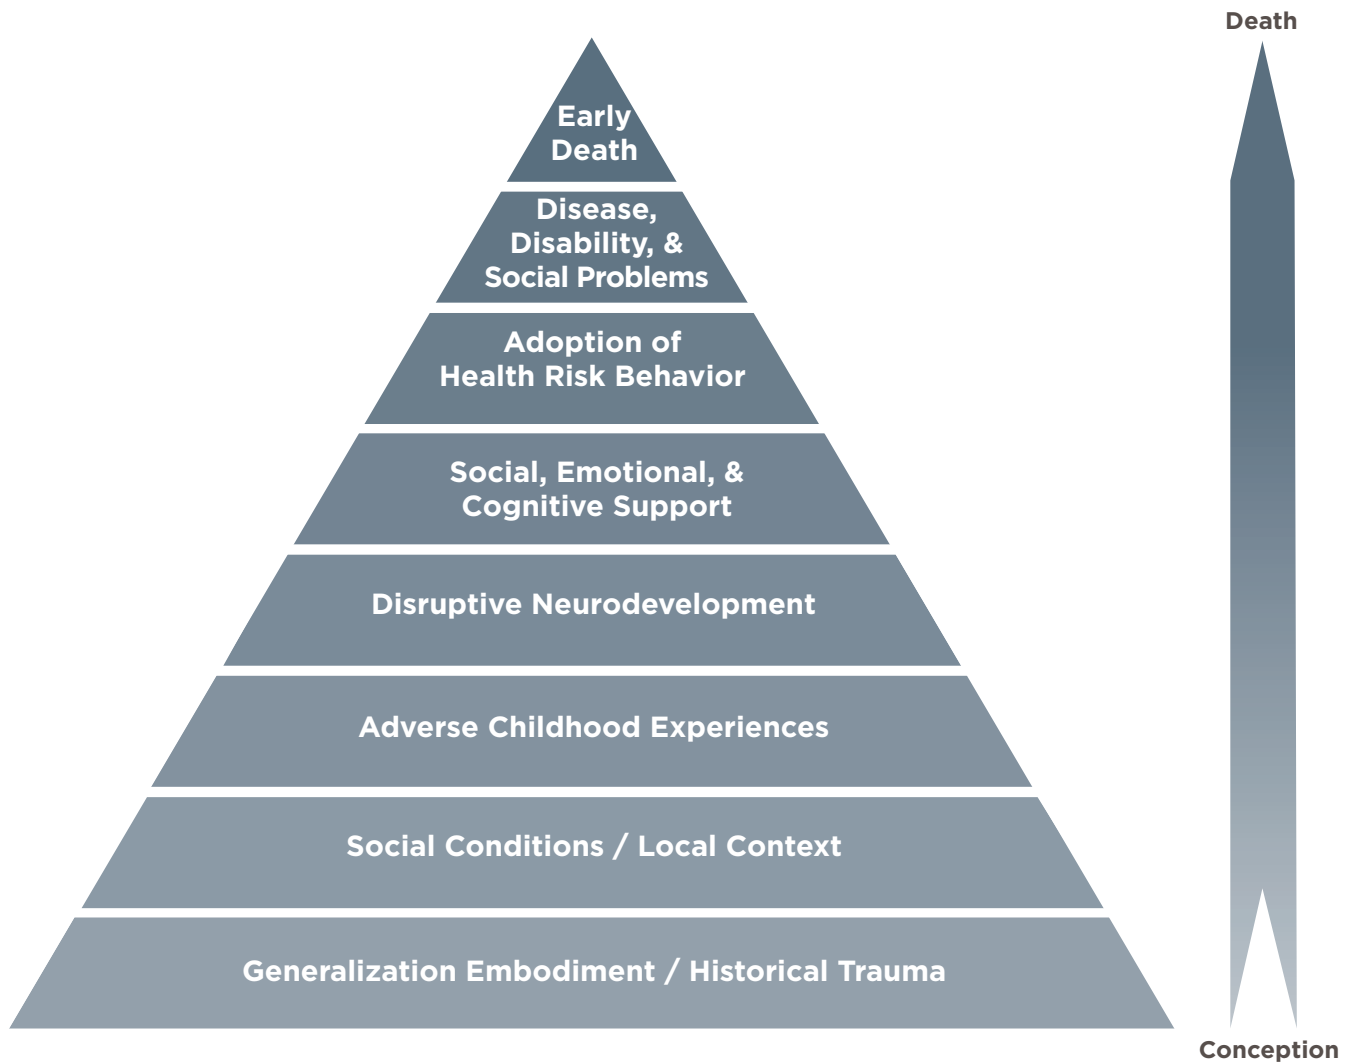 Death
Early
Death
Disease,
Disability, &
Social Problems
Adoption of
Health Risk Behavior
Social, Emotional, &
Cognitive Support
Disruptive Neurodevelopment
Adverse Childhood Experiences
Social Conditions / Local Context
Generalization Embodiment / Historical Trauma
Conception